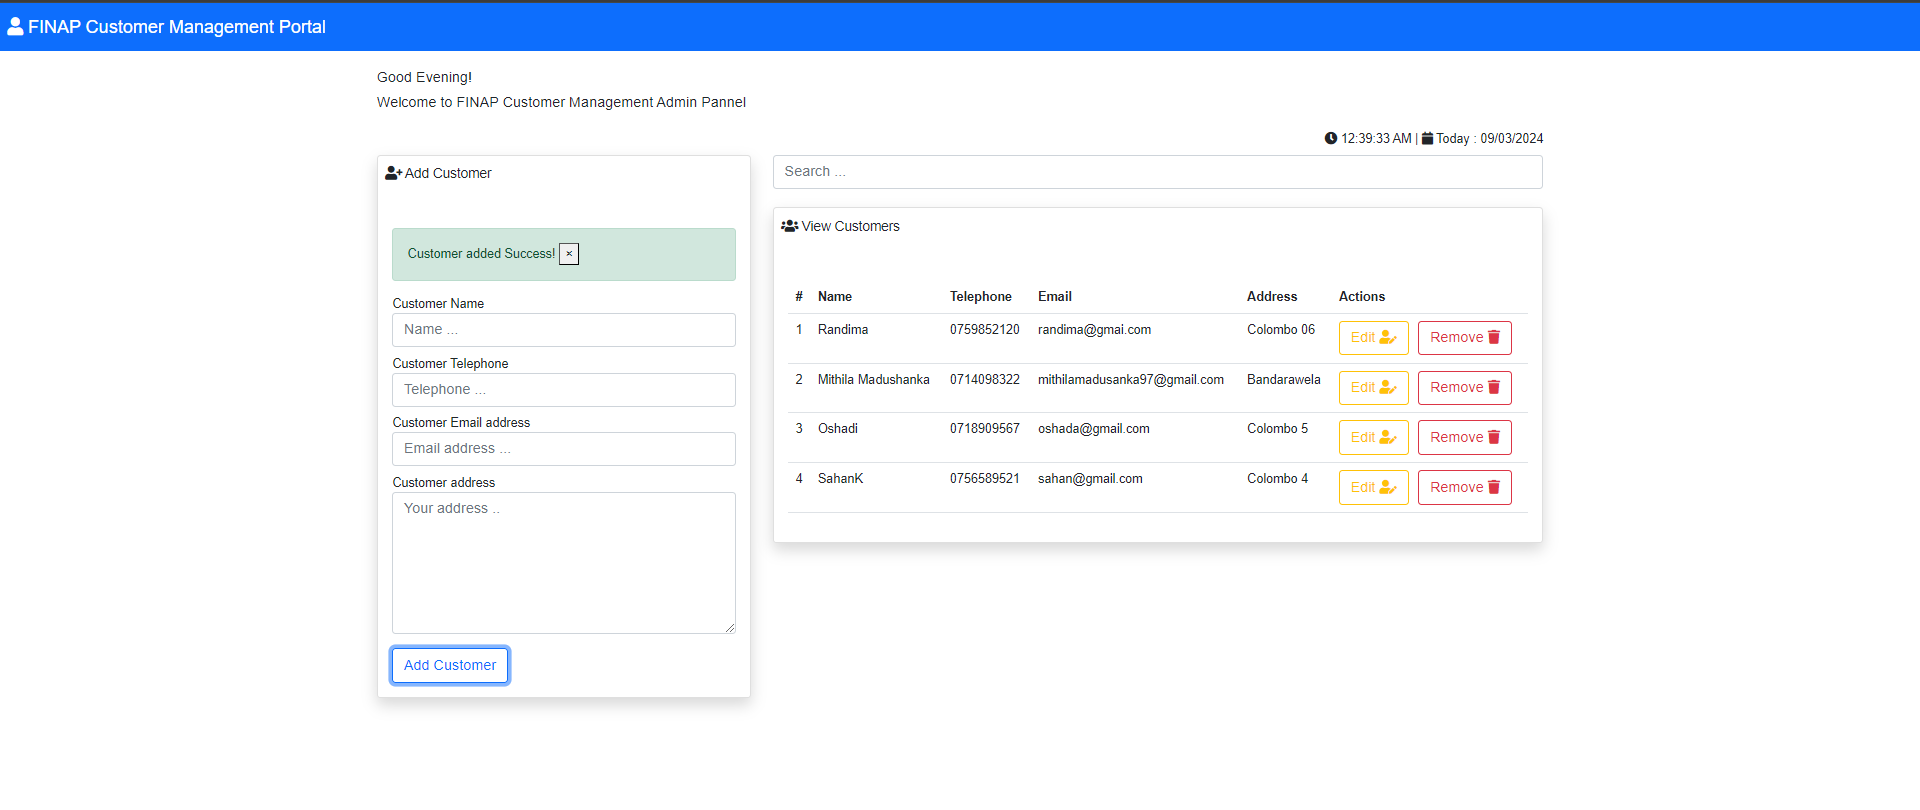 FINAP Customer Management Portal
Good Evening!
Welcome to FINAP Customer Management Admin Pannel
12:39:33 AM | Today : 09/03/2024
Add Customer
Customer added Success! ×
Customer Name
Name ...
Customer Telephone
Telephone ...
Customer Email address
Email address ...
Customer address
Your address ..
Add Customer
Search ...
View Customers
# Name Telephone Email Address Actions
1 Randima 0759852120 randima@gmai.com Colombo 06 Edit Remove
2 Mithila Madushanka 0714098322 mithilamadusanka97@gmail.com Bandarawela Edit Remove
3 Oshadi 0718909567 oshada@gmail.com Colombo 5 Edit Remove
4 SahanK 0756589521 sahan@gmail.com Colombo 4 Edit Remove